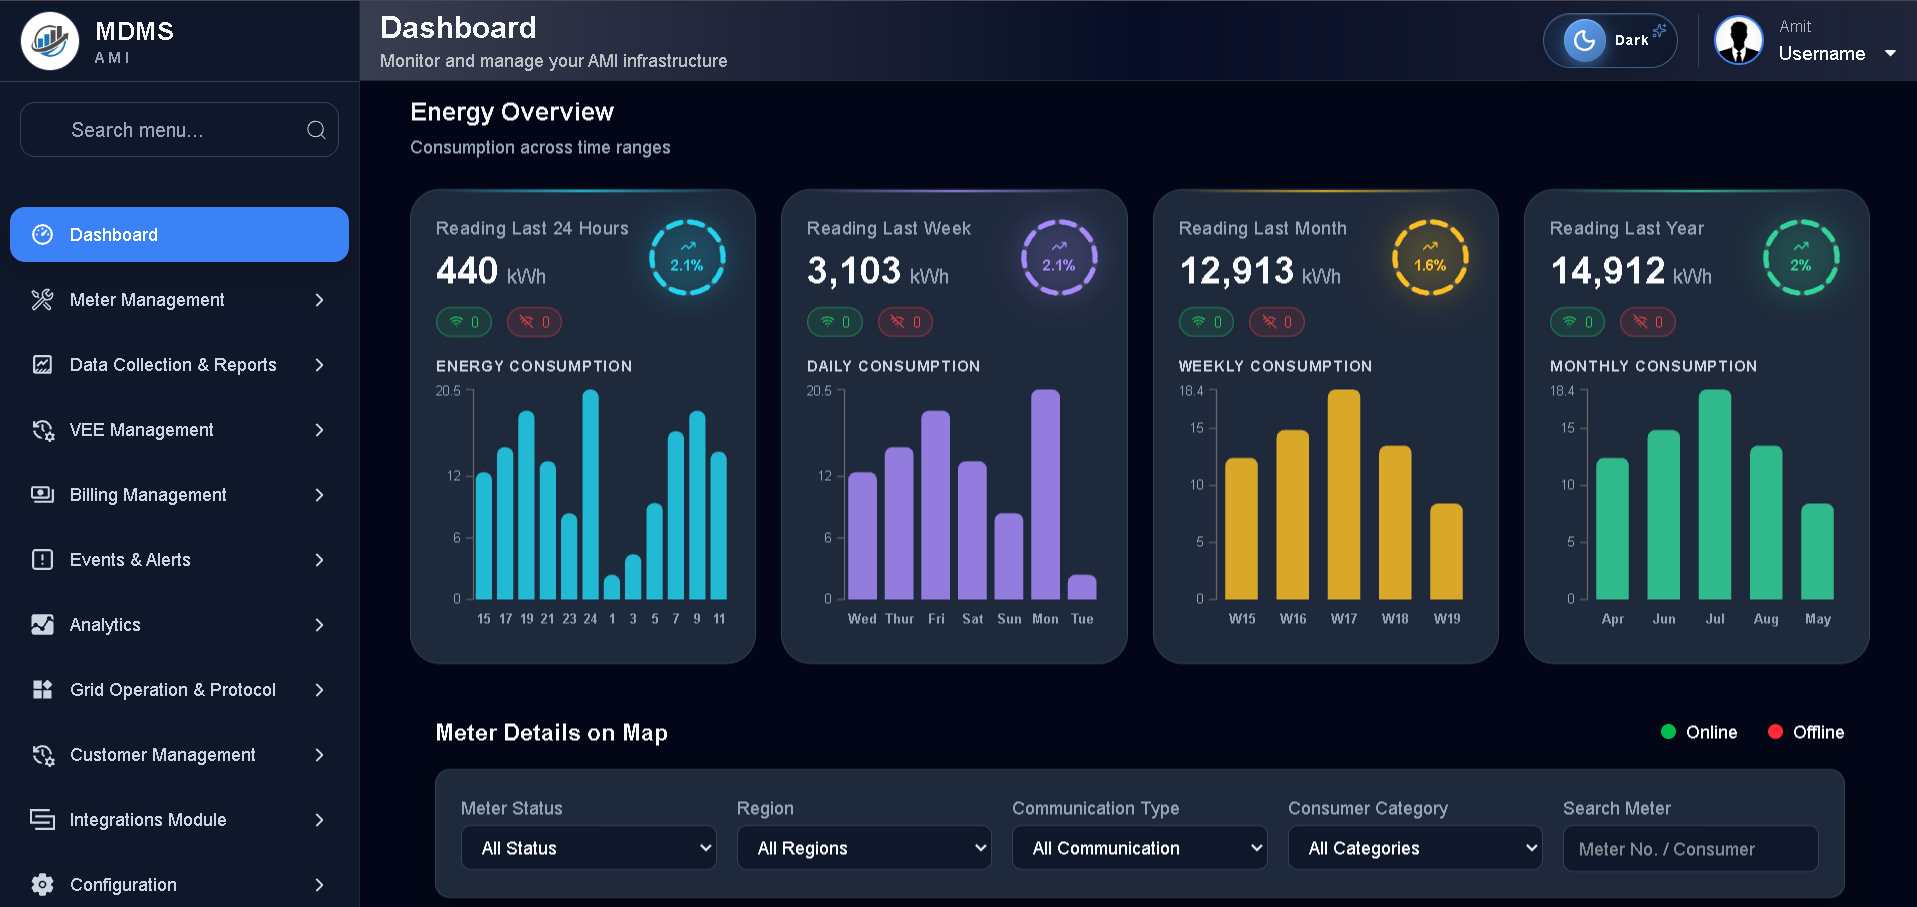 MDMS
AMI
Search menu...
Dashboard
Meter Management
Data Collection & Reports
VEE Management
Billing Management
Events & Alerts
Analytics
Grid Operation & Protocol
Customer Management
Integrations Module
Configuration
Dashboard
Monitor and manage your AMI infrastructure
Dark
Amit
Username
Energy Overview
Consumption across time ranges
Reading Last 24 Hours
440 kWh
2.1%
0 0
ENERGY CONSUMPTION
20.5
12
6
0
15 17 19 21 23 24 1 3 5 7 9 11
Reading Last Week
3,103 kWh
2.1%
0 0
DAILY CONSUMPTION
20.5
12
6
0
Wed Thur Fri Sat Sun Mon Tue
Reading Last Month
12,913 kWh
1.6%
0 0
WEEKLY CONSUMPTION
18.4
15
10
5
0
W15 W16 W17 W18 W19
Reading Last Year
14,912 kWh
2%
0 0
MONTHLY CONSUMPTION
18.4
15
10
5
0
Apr Jun Jul Aug May
Meter Details on Map
Online Offline
Meter Status
All Status
Region
All Regions
Communication Type
All Communication
Consumer Category
All Categories
Search Meter
Meter No. / Consumer